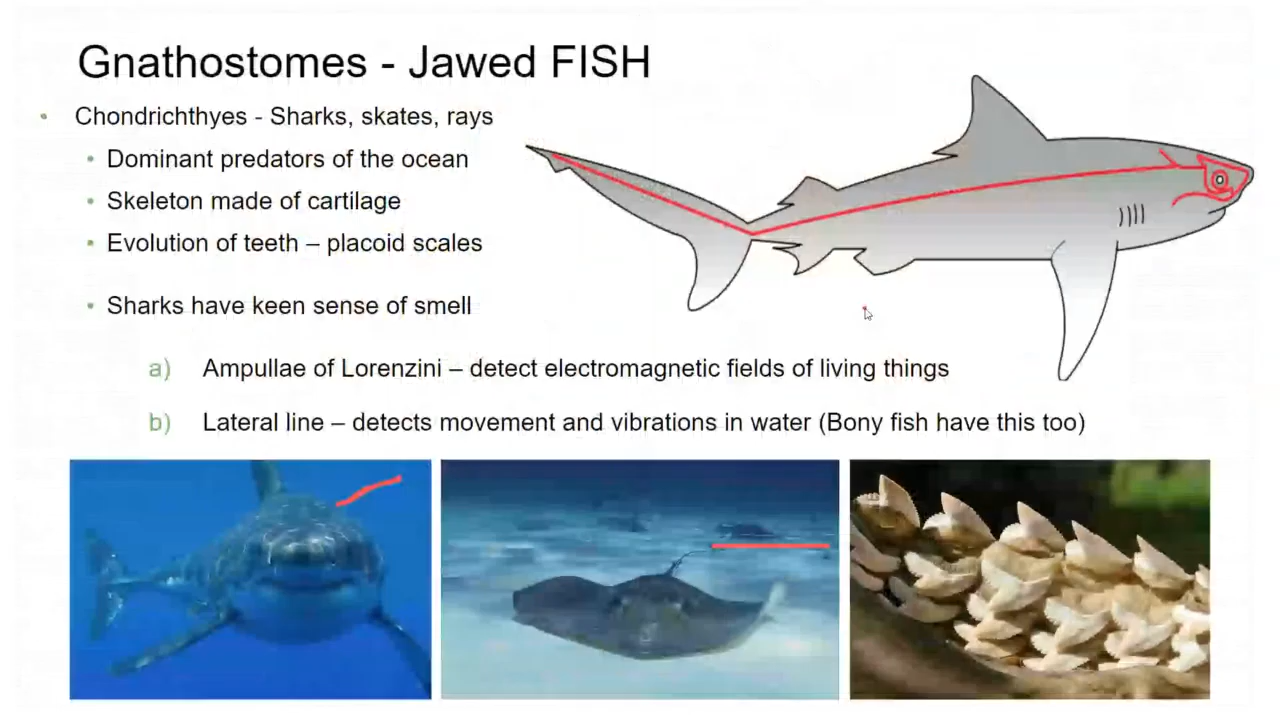 Gnathostomes - Jawed FISH
• Chondrichthyes - Sharks, skates, rays
• Dominant predators of the ocean
• Skeleton made of cartilage
• Evolution of teeth – placoid scales
• Sharks have keen sense of smell
a) Ampullae of Lorenzini – detect electromagnetic fields of living things
b) Lateral line – detects movement and vibrations in water (Bony fish have this too)